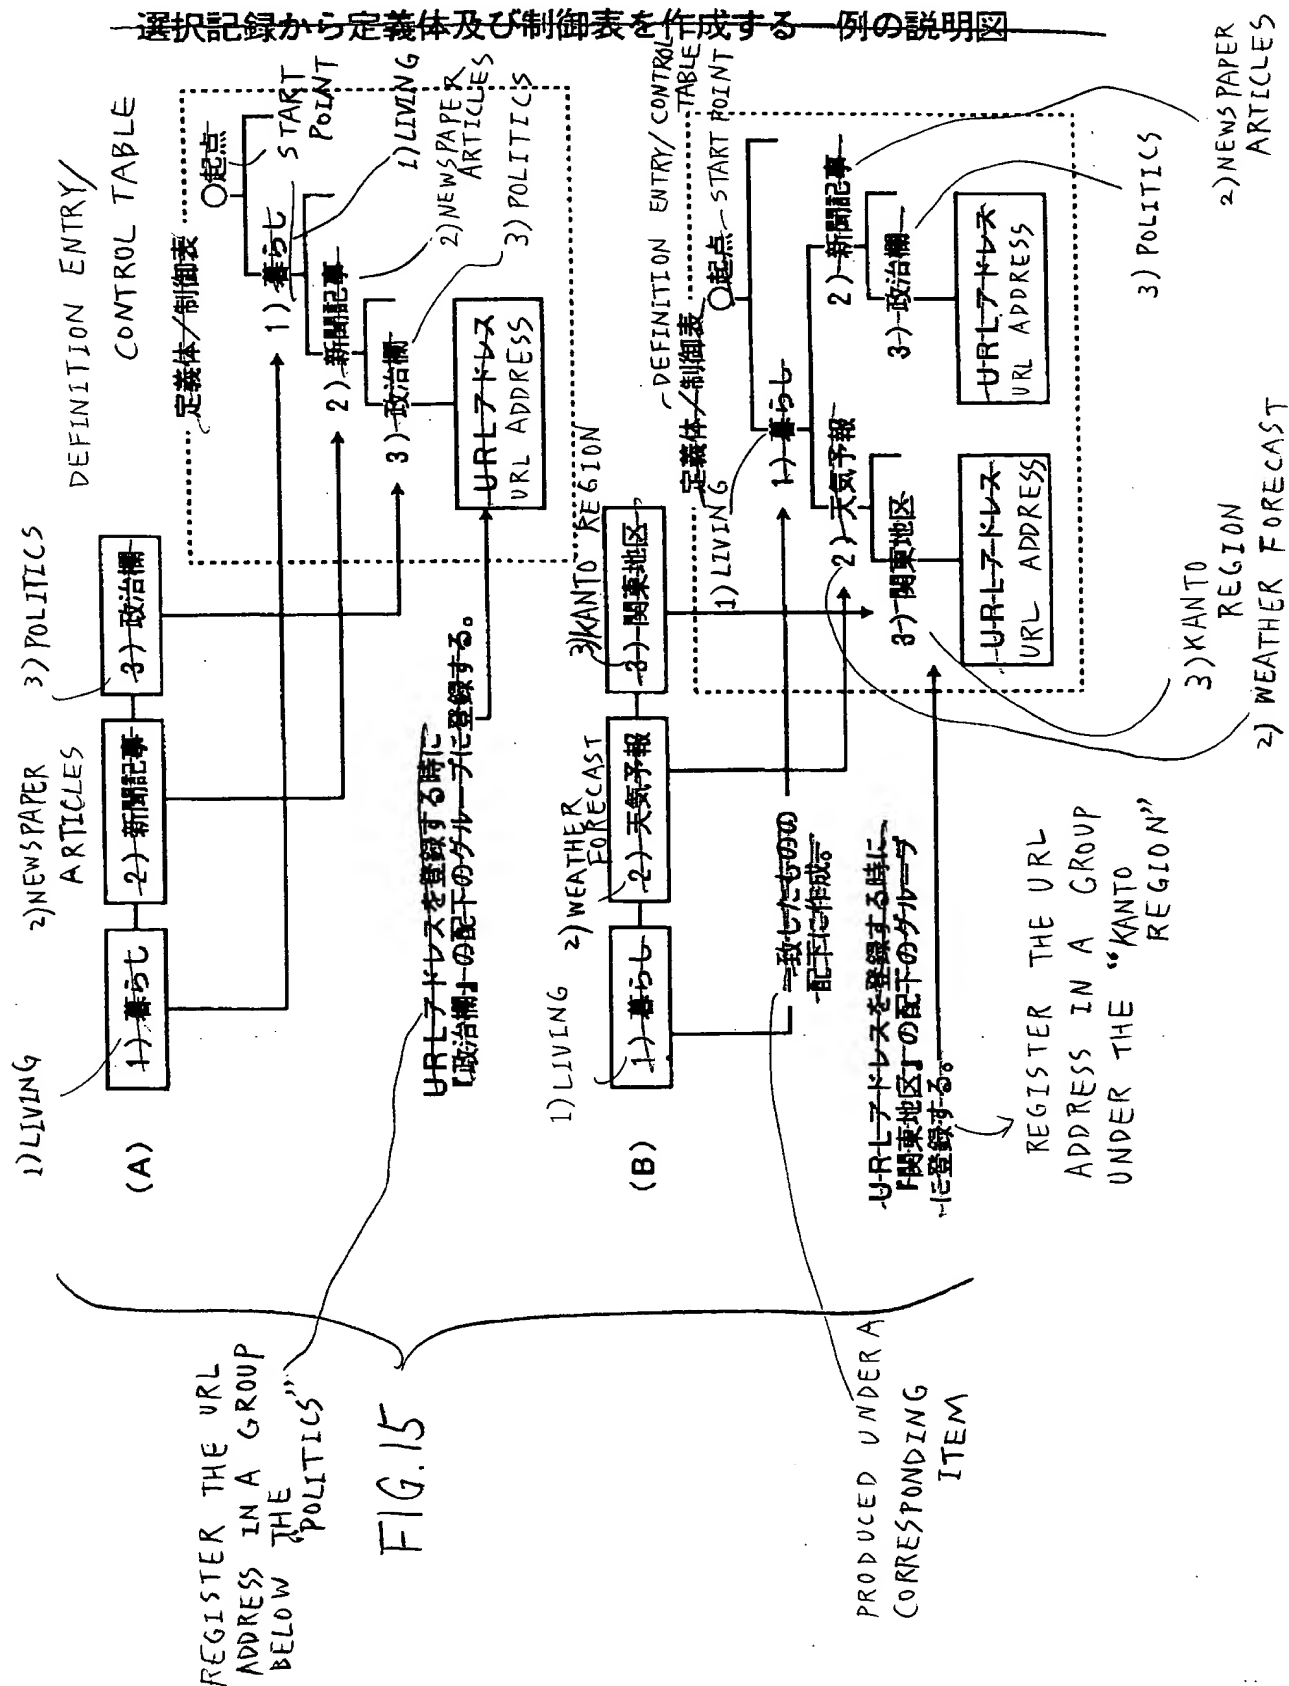 選択記録から定義体及び制御表を作成する一例の説明図
1)LIVING
2)NEWSPAPER
ARTICLES
3)POLITICS
DEFINITION ENTRY/
CONTROL TABLE
(A)
1)暮らし
2)新聞記事
3)政治欄
定義体/制御表
○起点
START
POINT
1)暮らし
1)LIVING
2)新聞記事
2)NEWSPAPER
ARTICLES
3)政治欄
3)POLITICS
URLアドレス
URL ADDRESS
URLアドレスを登録する時に
『政治欄』の配下のグループに登録する。
REGISTER THE URL
ADDRESS IN A GROUP
BELOW THE
"POLITICS"
FIG.15
1)LIVING
2)WEATHER
FORECAST
3)KANTO REGION
(B)
1)暮らし
2)天気予報
3)関東地区
DEFINITION ENTRY/CONTROL
TABLE
定義体/制御表
○起点
START POINT
1)LIVING
1)暮らし
2)天気予報
2)新聞記事
3)関東地区
3)政治欄
URLアドレス
URL ADDRESS
URLアドレス
URL ADDRESS
2)NEWSPAPER
ARTICLES
3)POLITICS
3)KANTO
REGION
2)WEATHER FORECAST
一致したものの
配下に作成。
PRODUCED UNDER A
CORRESPONDING
ITEM
URLアドレスを登録する時に
『関東地区』の配下のグループ
に登録する。
REGISTER THE URL
ADDRESS IN A GROUP
UNDER THE "KANTO
REGION"